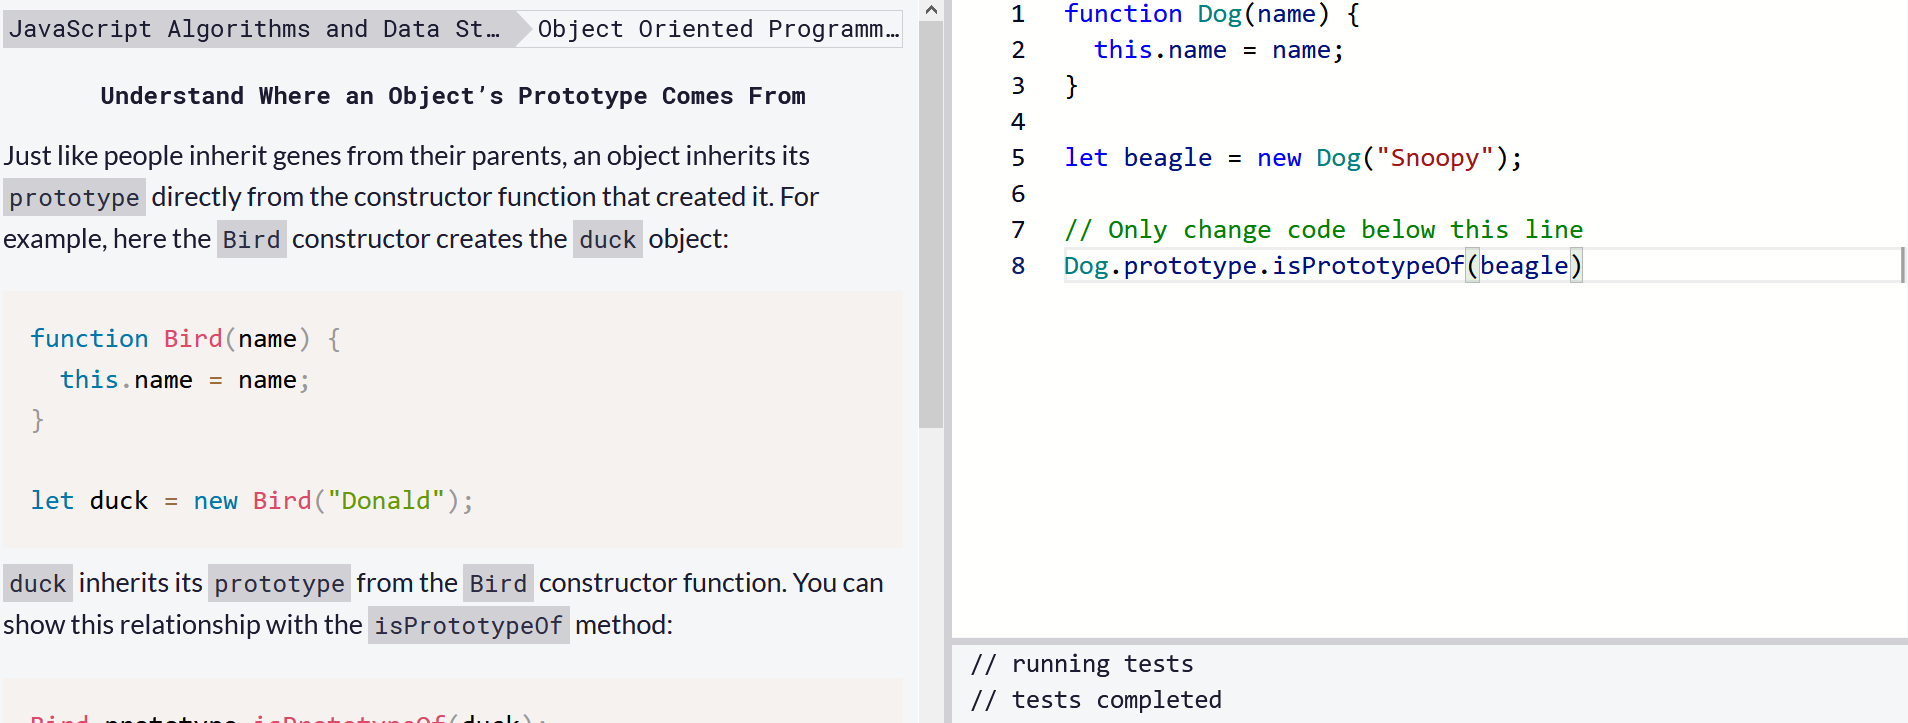 JavaScript Algorithms and Data St…
Object Oriented Programm…
Understand Where an Object’s Prototype Comes From
Just like people inherit genes from their parents, an object inherits its
prototype directly from the constructor function that created it. For
example, here the Bird constructor creates the duck object:
function Bird(name) {
  this.name = name;
}
let duck = new Bird("Donald");
duck inherits its prototype from the Bird constructor function. You can
show this relationship with the isPrototypeOf method:
Bird.prototype.isPrototypeOf(duck);
1 function Dog(name) {
2   this.name = name;
3 }
4
5 let beagle = new Dog("Snoopy");
6
7 // Only change code below this line
8 Dog.prototype.isPrototypeOf(beagle)
// running tests
// tests completed